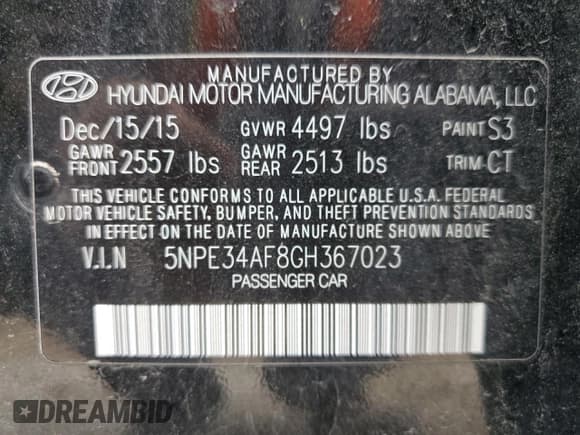 MANUFACTURED BY
HYUNDAI MOTOR MANUFACTURING ALABAMA, LLC
Dec/15/15 GVWR 4497 lbs PAINT S3
GAWR FRONT 2557 lbs GAWR REAR 2513 lbs TRIM CT
THIS VEHICLE CONFORMS TO ALL APPLICABLE U.S.A. FEDERAL
MOTOR VEHICLE SAFETY, BUMPER, AND THEFT PREVENTION STANDARDS
IN EFFECT ON THE DATE OF MANUFACTURE SHOWN ABOVE.
V.I.N 5NPE34AF8GH367023
PASSENGER CAR
DREAMBID